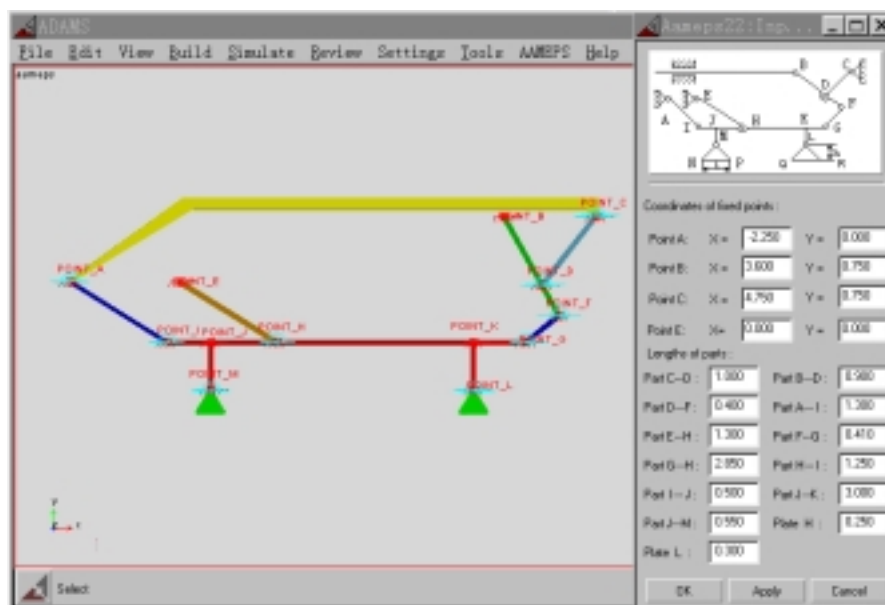 ADAMS
File Edit View Build Simulate Review Settings Tools AAMEPS Help
aameps
POINT_C
POINT_B
POINT_A
POINT_E
POINT_D
POINT_F
POINT_I POINT_J POINT_H
POINT_K
POINT_G
POINT_M
POINT_L
Select
Aameps22:Imp...
B C
D
E F
A
I J H K G
M L
N P Q R
Coordinates of fixed points :
Point A: X = -2.250 Y = 0.000
Point B: X = 3.600 Y = 0.750
Point C: X = 4.750 Y = 0.750
Point E: X= 0.000 Y = 0.000
Lengths of parts :
Part C--D : 1.000 Part B--D : 0.900
Part D--F : 0.400 Part A--I : 1.300
Part E--H : 1.300 Part F--G : 0.410
Part G--H : 2.850 Part H--I : 1.250
Part I--J : 0.500 Part J--K : 3.000
Part J--M : 0.550 Plate H : 0.250
Plate L : 0.300
OK Apply Cancel